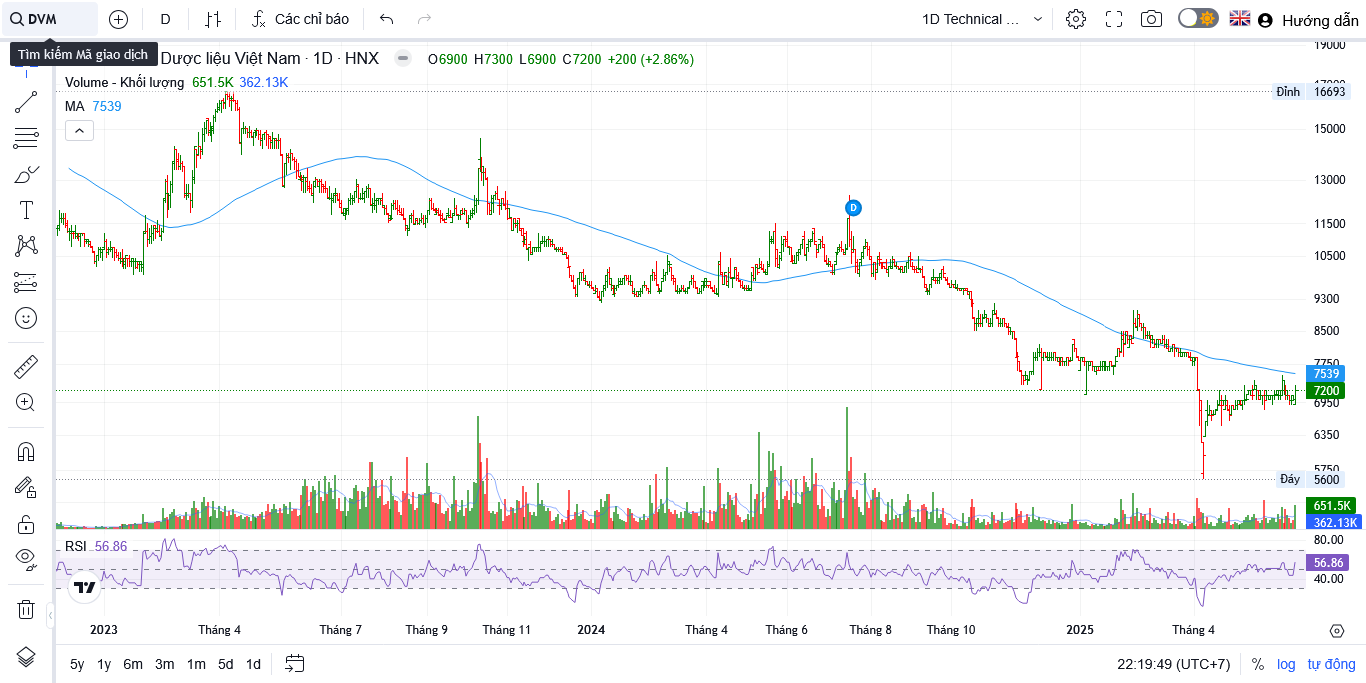 DVM
D
Các chỉ báo
1D Technical ...
Hướng dẫn
Tìm kiếm Mã giao dịch
Dược liệu Việt Nam · 1D · HNX
O6900 H7300 L6900 C7200 +200 (+2.86%)
Volume - Khối lượng 651.5K 362.13K
MA 7539
19000
17000
Đỉnh 16693
15000
13000
11500
10500
9300
8500
7750
7539
7200
6950
6350
5750
Đáy 5600
651.5K
362.13K
D
RSI 56.86
80.00
56.86
40.00
2023 Tháng 4 Tháng 7 Tháng 9 Tháng 11 2024 Tháng 4 Tháng 6 Tháng 8 Tháng 10 2025 Tháng 4
5y 1y 6m 3m 1m 5d 1d
22:19:49 (UTC+7) % log tự động